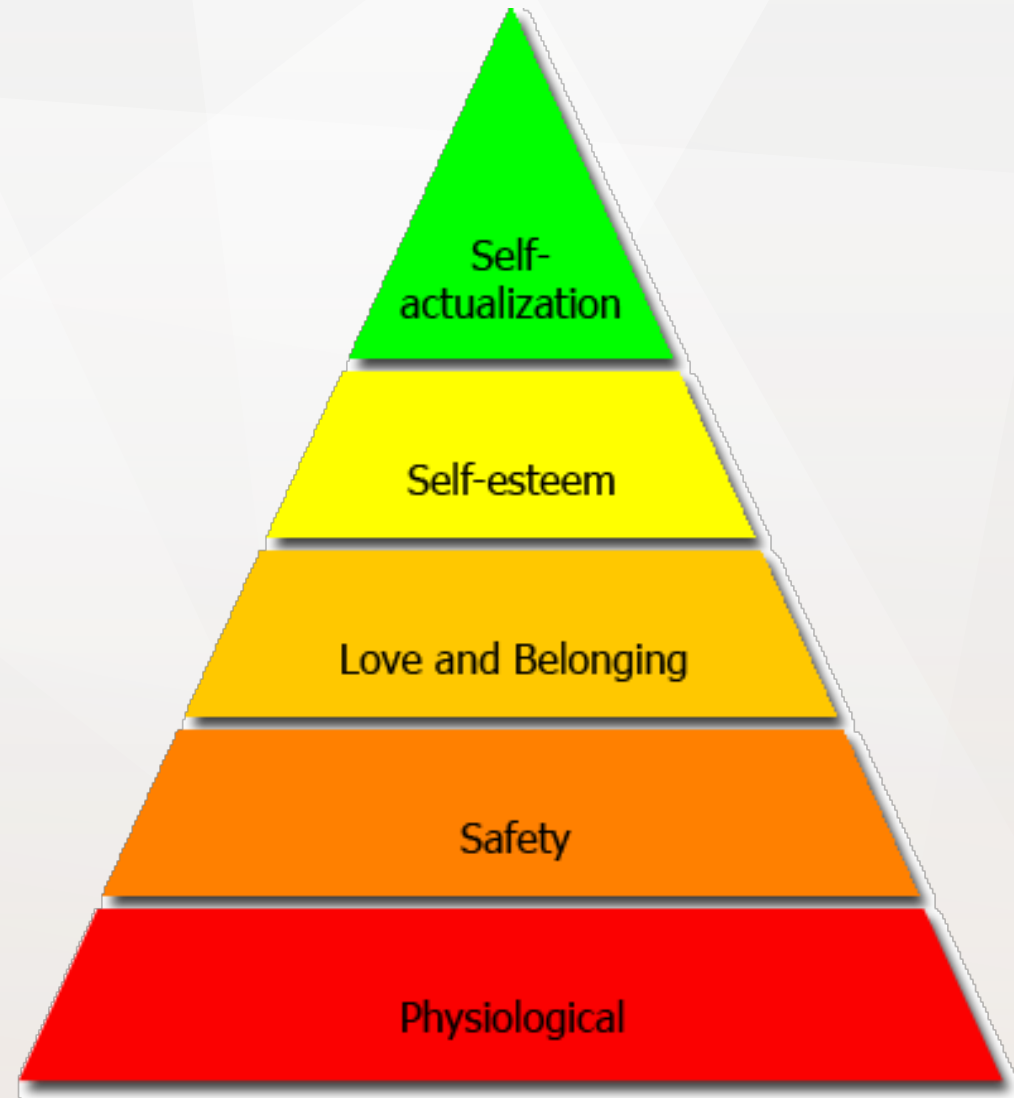 Self-
actualization
Self-esteem
Love and Belonging
Safety
Physiological